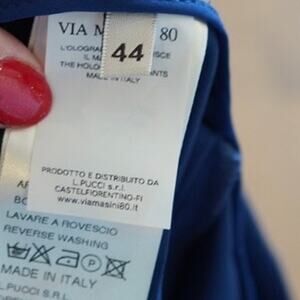 VIA M 80
44
L'OLOGRA
THE HOLO
MADE IN ITALY
PRODOTTO E DISTRIBUITO DA
L. PUCCI s.r.l.
CASTELFIORENTINO-FI
www.viamasini80.it
LAVARE A ROVESCIO
REVERSE WASHING
MADE IN ITALY
L. PUCCI S.R.L